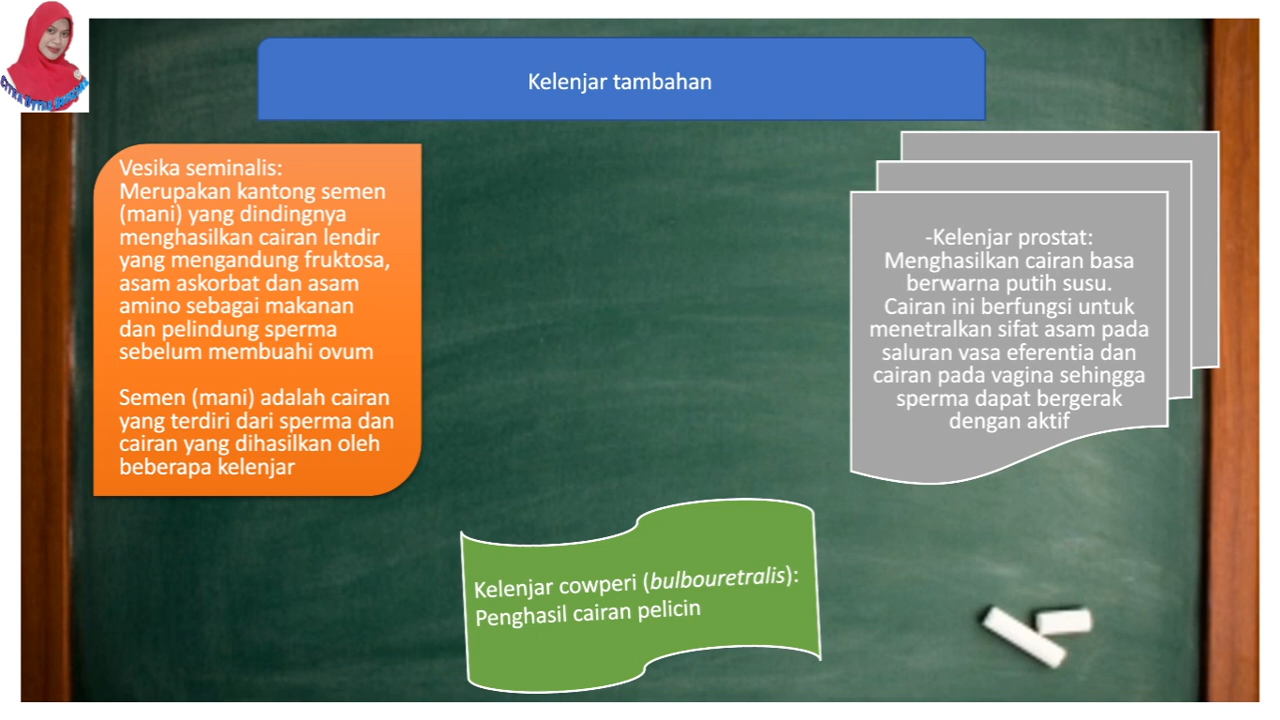 Kelenjar tambahan
Vesika seminalis:
Merupakan kantong semen
(mani) yang dindingnya
menghasilkan cairan lendir
yang mengandung fruktosa,
asam askorbat dan asam
amino sebagai makanan
dan pelindung sperma
sebelum membuahi ovum
Semen (mani) adalah cairan
yang terdiri dari sperma dan
cairan yang dihasilkan oleh
beberapa kelenjar
-Kelenjar prostat:
Menghasilkan cairan basa
berwarna putih susu.
Cairan ini berfungsi untuk
menetralkan sifat asam pada
saluran vasa eferentia dan
cairan pada vagina sehingga
sperma dapat bergerak
dengan aktif
Kelenjar cowperi (bulbouretralis):
Penghasil cairan pelicin